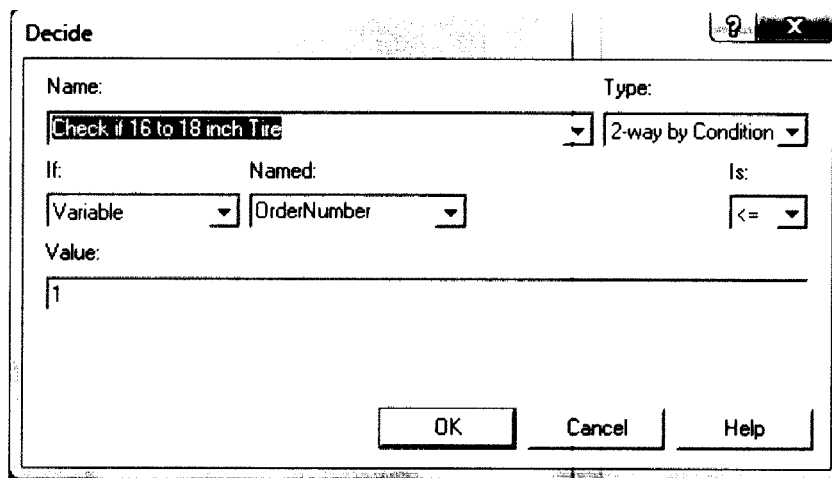 Decide
Name: Type:
Check if 16 to 18 inch Tire 2-way by Condition
If: Named: Is:
Variable OrderNumber <=
Value:
1
OK Cancel Help